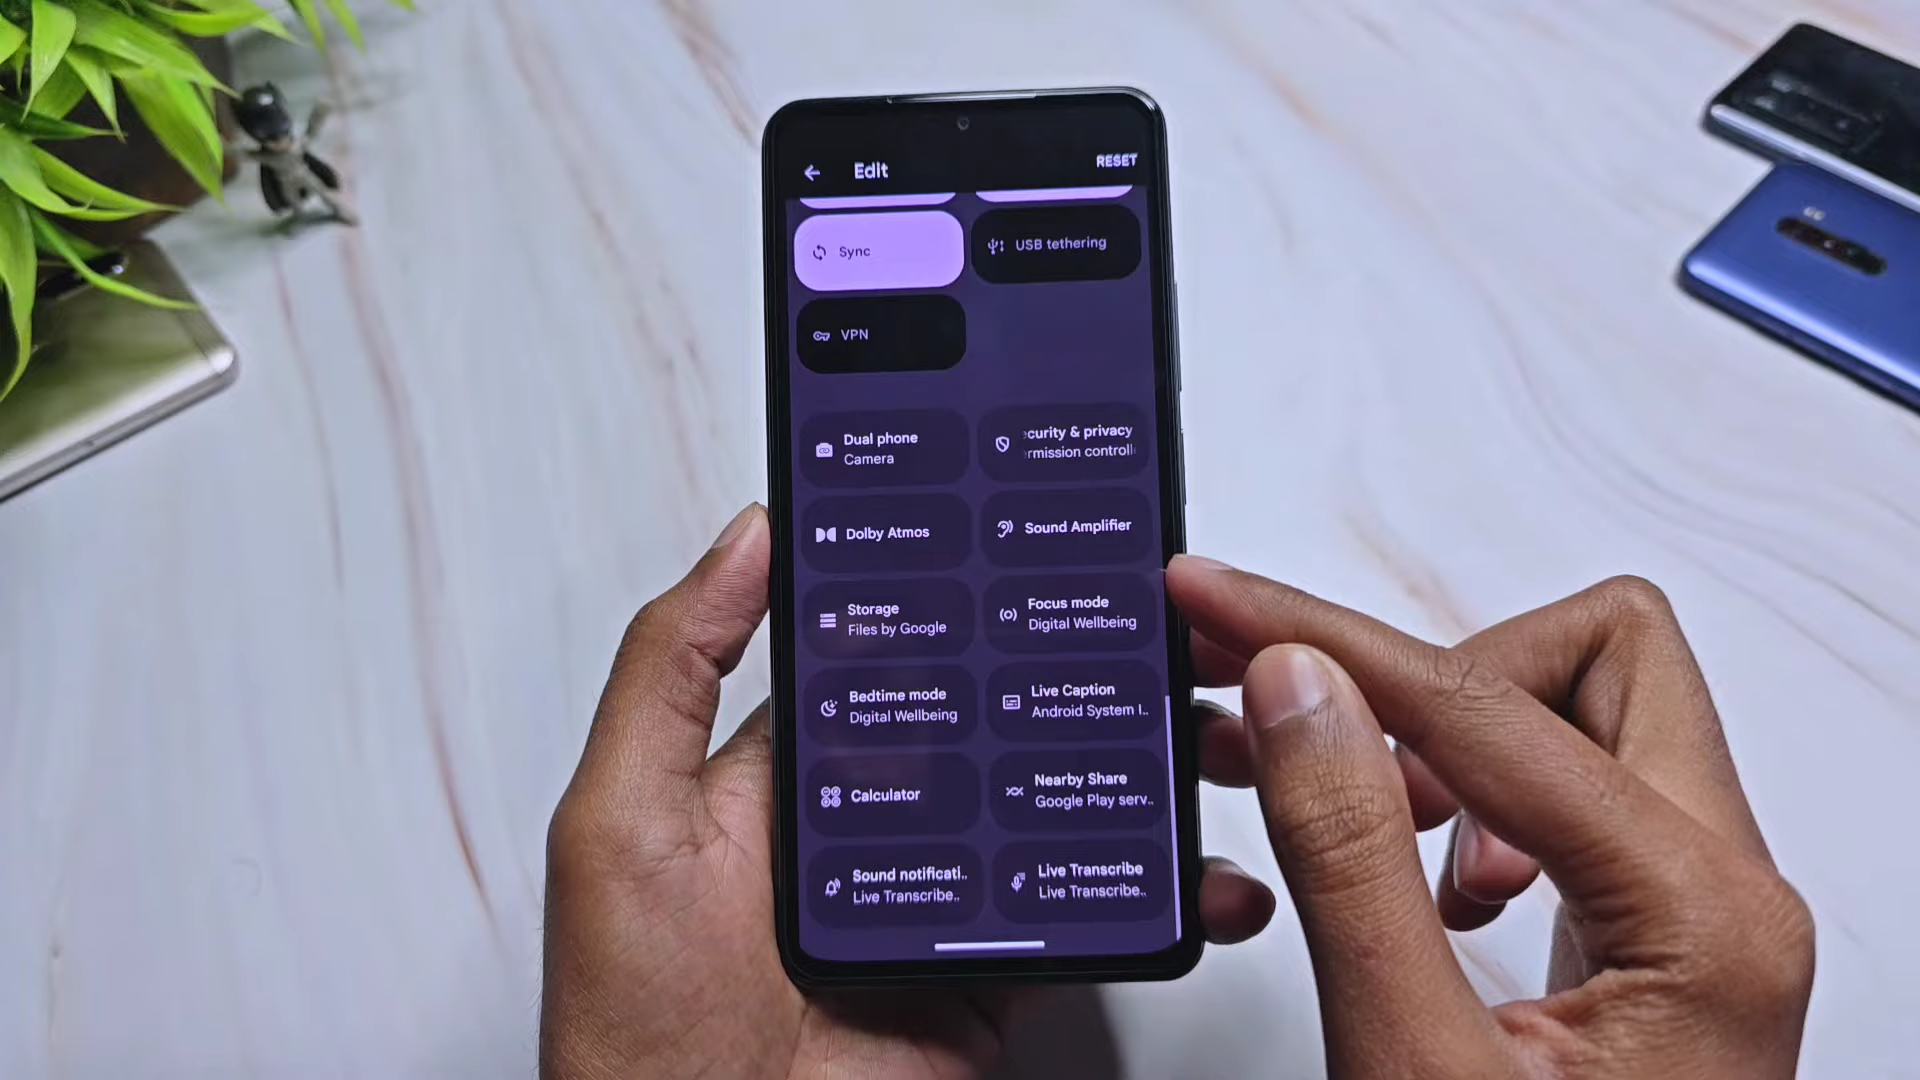 Edit
RESET
Sync
USB tethering
VPN
Dual phone
Camera
curity & privacy
rmission controll
Dolby Atmos
Sound Amplifier
Storage
Files by Google
Focus mode
Digital Wellbeing
Bedtime mode
Digital Wellbeing
Live Caption
Android System I..
Calculator
Nearby Share
Google Play serv..
Sound notificati..
Live Transcribe..
Live Transcribe
Live Transcribe..